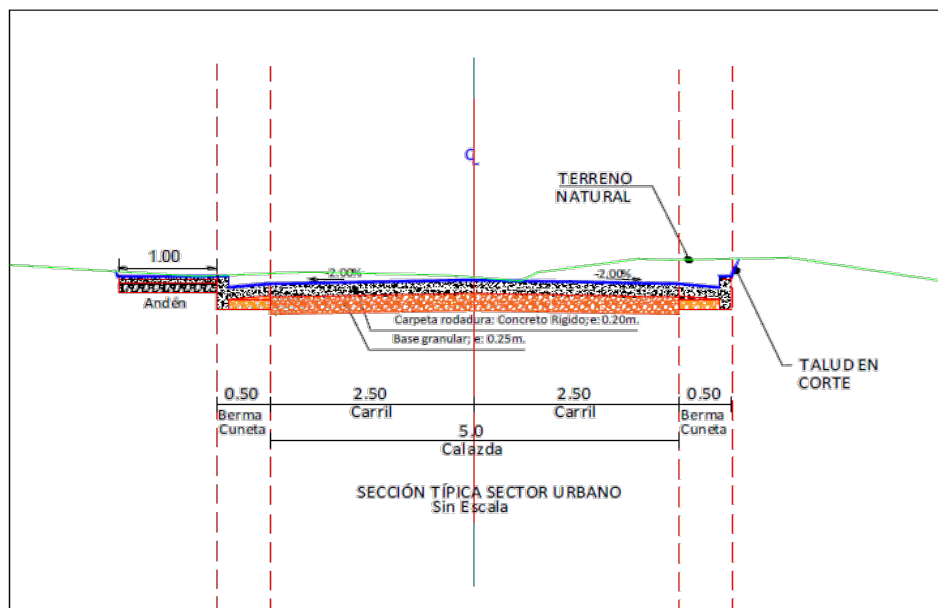 CL
TERRENO
NATURAL
1.00
-2.00%
-2.00%
Andén
Carpeta rodadura: Concreto Rigido; e: 0.20m.
Base granular; e: 0.25m.
TALUD EN
CORTE
0.50
2.50
2.50
0.50
Berma
Cuneta
Carril
Carril
Berma
Cuneta
5.0
Calazda
SECCIÓN TÍPICA SECTOR URBANO
Sin Escala